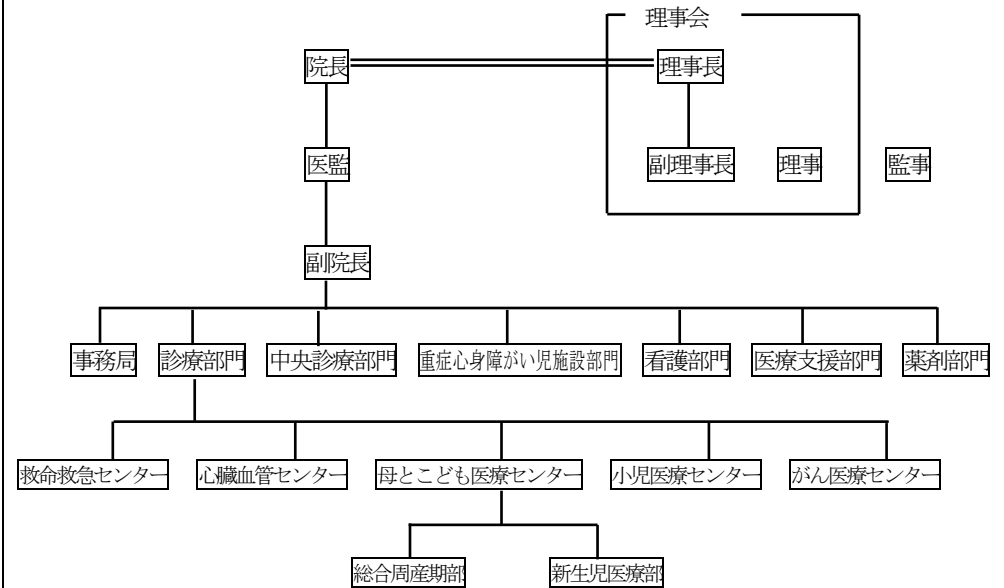 理事会
院長
理事長
医監
副理事長
理事
監事
副院長
事務局
診療部門
中央診療部門
重症心身障がい児施設部門
看護部門
医療支援部門
薬剤部門
救命救急センター
心臓血管センター
母とこども医療センター
小児医療センター
がん医療センター
総合周産期部
新生児医療部